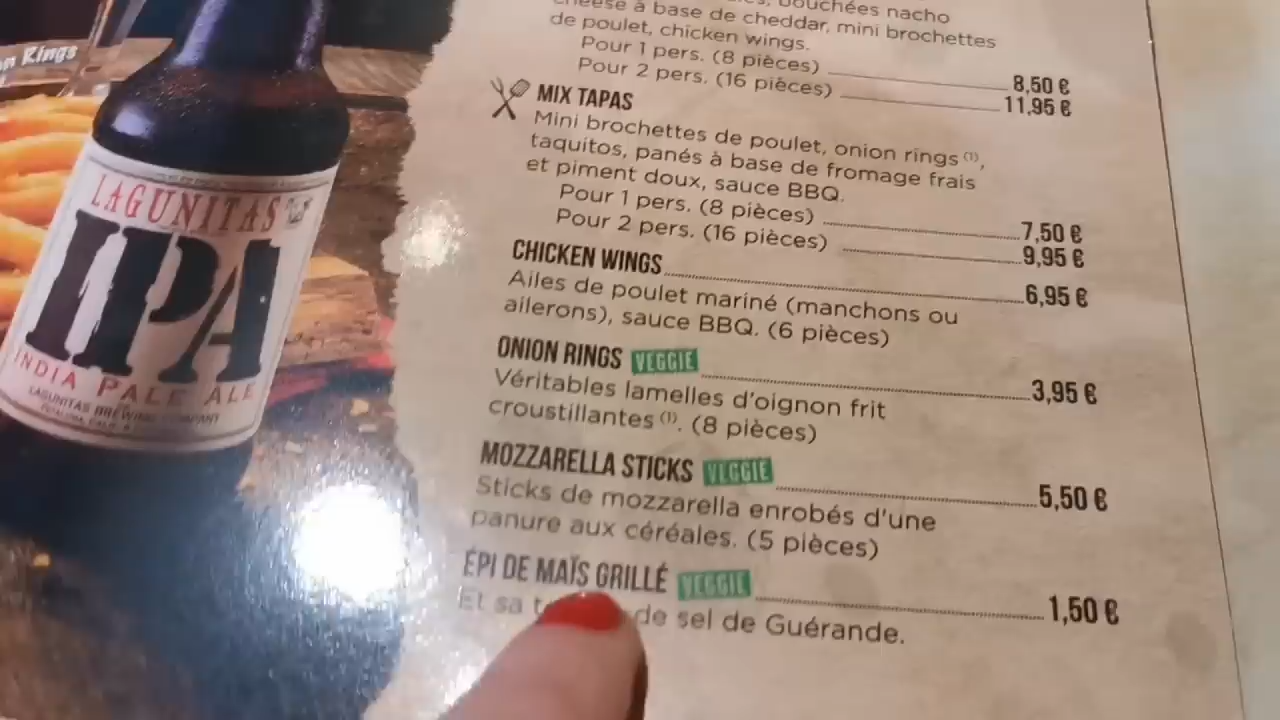 Rings
LAGUNITAS
IPA
INDIA PALE ALE
LAGUNITAS BREWING COMPANY
bouchées nacho
cheese à base de cheddar, mini brochettes
de poulet, chicken wings.
Pour 1 pers. (8 pièces) 8,50 €
Pour 2 pers. (16 pièces) 11,95 €
MIX TAPAS
Mini brochettes de poulet, onion rings (1),
taquitos, panés à base de fromage frais
et piment doux, sauce BBQ.
Pour 1 pers. (8 pièces) 7,50 €
Pour 2 pers. (16 pièces) 9,95 €
CHICKEN WINGS 6,95 €
Ailes de poulet mariné (manchons ou
ailerons), sauce BBQ. (6 pièces)
ONION RINGS VEGGIE 3,95 €
Véritables lamelles d'oignon frit
croustillantes (1). (8 pièces)
MOZZARELLA STICKS VEGGIE 5,50 €
Sticks de mozzarella enrobés d'une
panure aux céréales. (5 pièces)
ÉPI DE MAÏS GRILLÉ VEGGIE 1,50 €
Et sa de sel de Guérande.